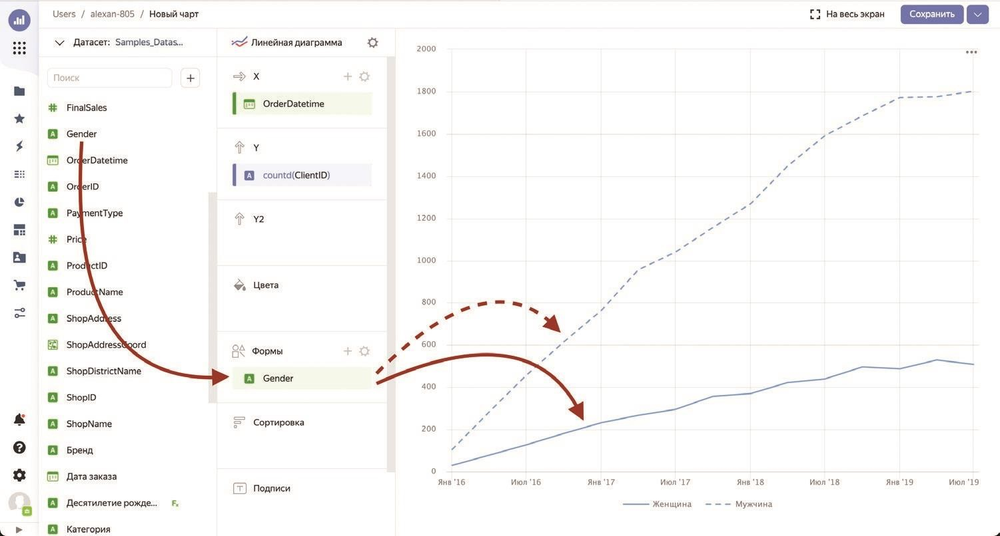 Users / alexan-805 / Новый чарт
На весь экран
Сохранить
Датасет: Samples_Datas...
Поиск
FinalSales
Gender
OrderDatetime
OrderID
PaymentType
Price
ProductID
ProductName
ShopAddress
ShopAddressCoord
ShopDistrictName
ShopID
ShopName
Бренд
Дата заказа
Десятилетие рожде...
Категория
Линейная диаграмма
X
OrderDatetime
Y
countd(ClientID)
Y2
Цвета
Формы
Gender
Сортировка
Подписи
2000
1800
1600
1400
1200
1000
800
600
400
200
0
Янв '16 Июл '16 Янв '17 Июл '17 Янв '18 Июл '18 Янв '19 Июл '19
Женщина Мужчина